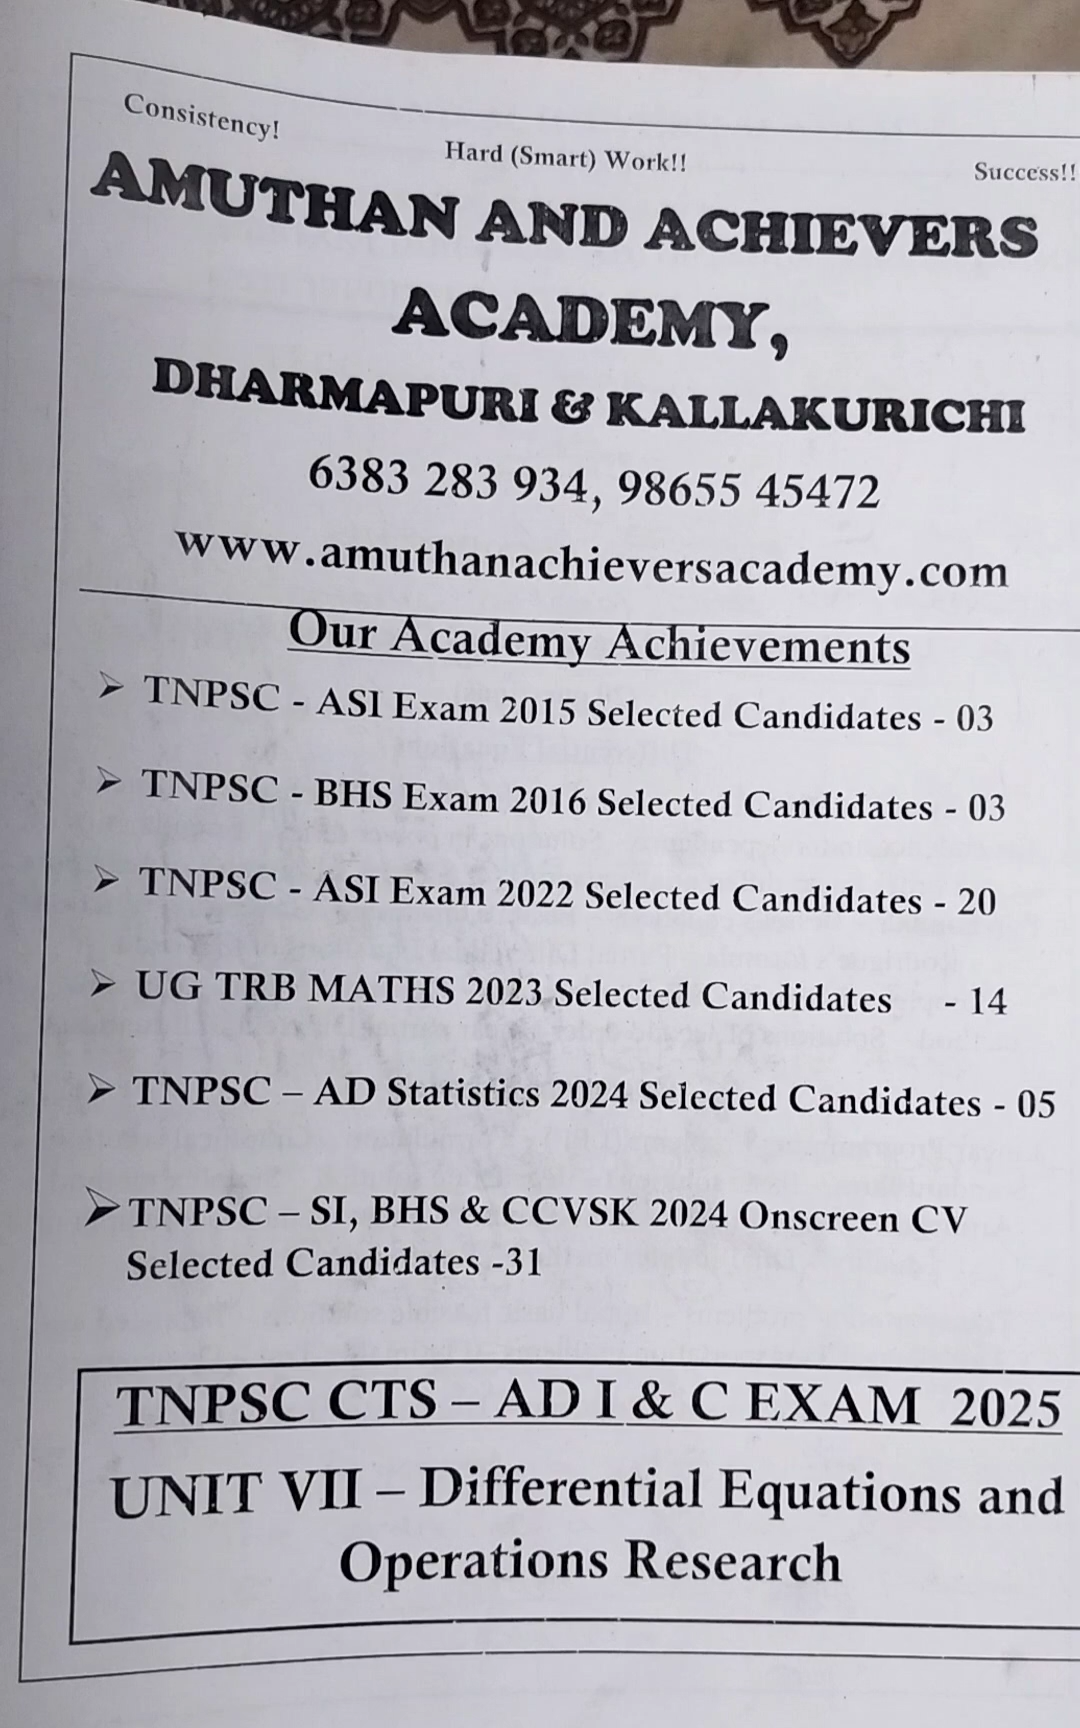 Consistency!
Hard (Smart) Work!!
Success!!
AMUTHAN AND ACHIEVERS
ACADEMY,
DHARMAPURI & KALLAKURICHI
6383 283 934, 98655 45472
www.amuthanachieversacademy.com
Our Academy Achievements
➢ TNPSC - ASI Exam 2015 Selected Candidates - 03
➢ TNPSC - BHS Exam 2016 Selected Candidates - 03
➢ TNPSC - ASI Exam 2022 Selected Candidates - 20
➢ UG TRB MATHS 2023 Selected Candidates - 14
➢ TNPSC – AD Statistics 2024 Selected Candidates - 05
➢ TNPSC – SI, BHS & CCVSK 2024 Onscreen CV
Selected Candidates -31
TNPSC CTS – AD I & C EXAM 2025
UNIT VII – Differential Equations and
Operations Research